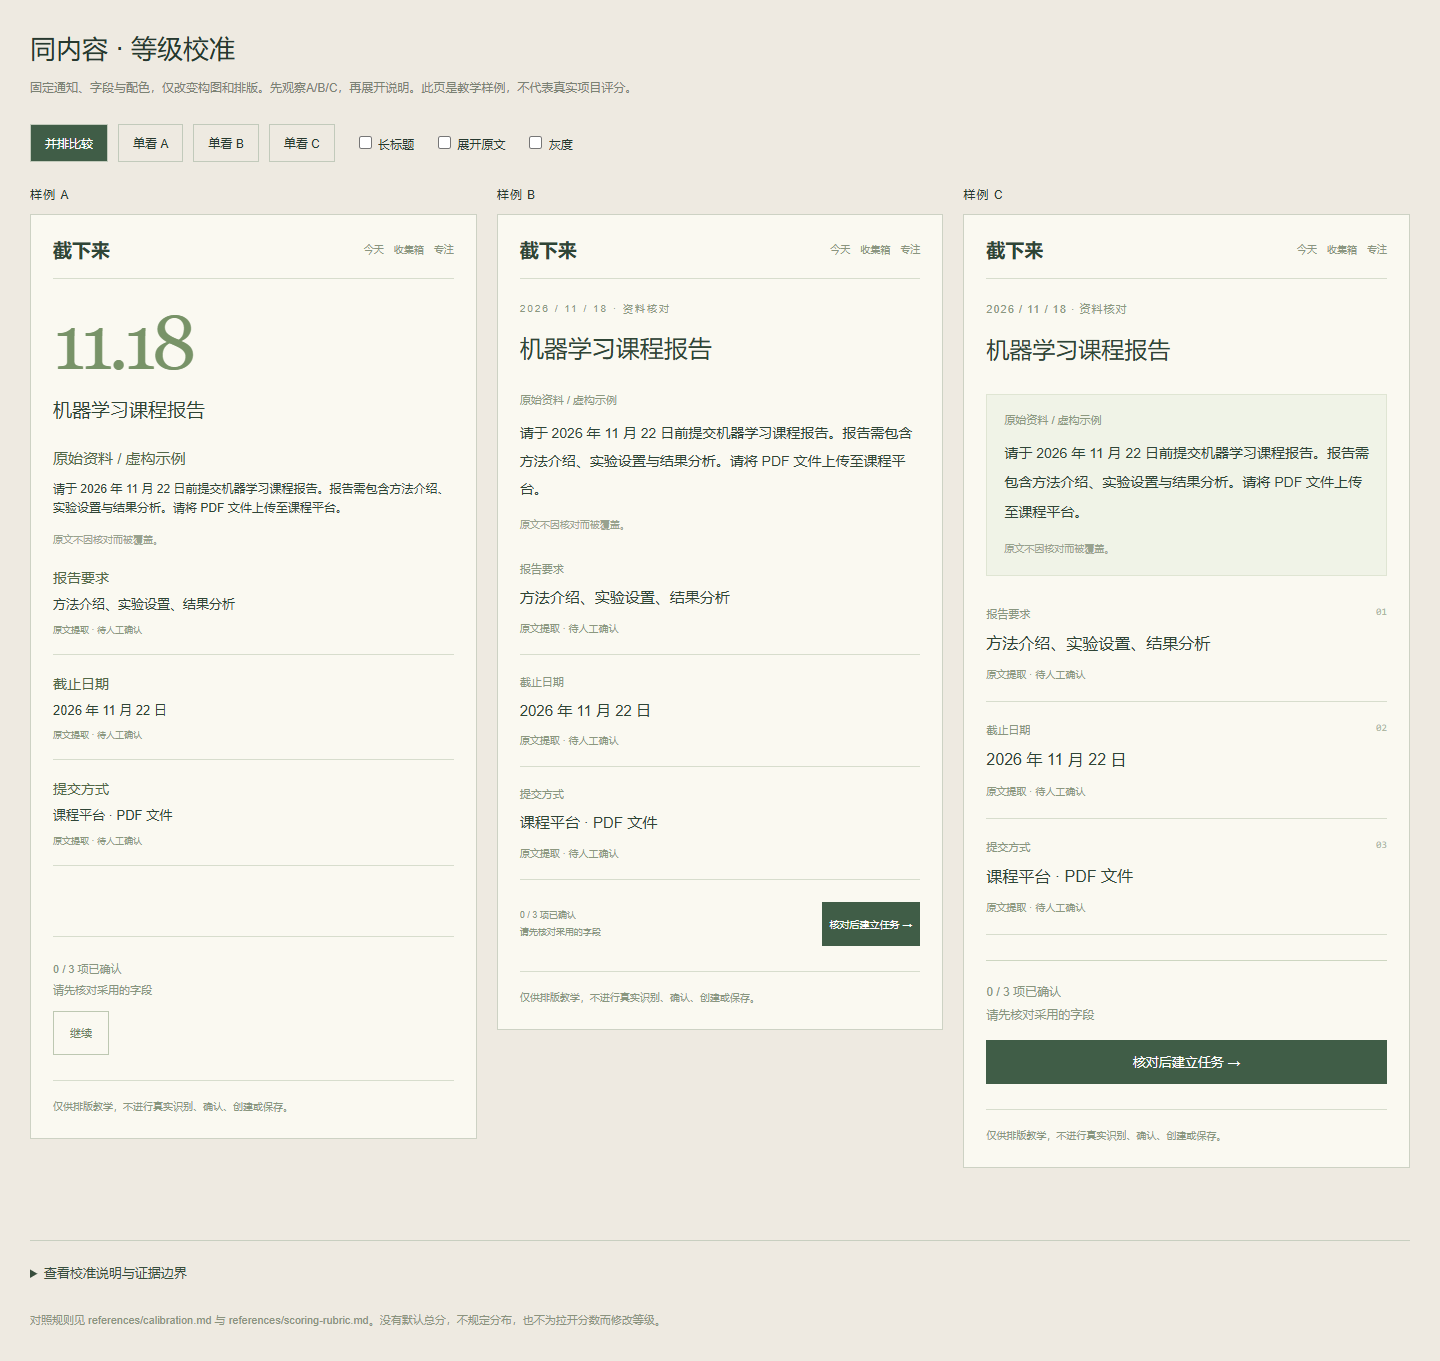 同内容 · 等级校准
固定通知、字段与配色，仅改变构图和排版。先观察A/B/C，再展开说明。此页是教学样例，不代表真实项目评分。
并排比较
单看 A
单看 B
单看 C
长标题
展开原文
灰度
样例 A
截下来
今天 收集箱 专注
11.18
机器学习课程报告
原始资料 / 虚构示例
请于 2026 年 11 月 22 日前提交机器学习课程报告。报告需包含方法介绍、
实验设置与结果分析。请将 PDF 文件上传至课程平台。
原文不因核对而被覆盖。
报告要求
方法介绍、实验设置、结果分析
原文提取 · 待人工确认
截止日期
2026 年 11 月 22 日
原文提取 · 待人工确认
提交方式
课程平台 · PDF 文件
原文提取 · 待人工确认
0 / 3 项已确认
请先核对采用的字段
继续
仅供排版教学，不进行真实识别、确认、创建或保存。
样例 B
截下来
今天 收集箱 专注
2026 / 11 / 18 · 资料核对
机器学习课程报告
原始资料 / 虚构示例
请于 2026 年 11 月 22 日前提交机器学习课程报告。报告需包含
方法介绍、实验设置与结果分析。请将 PDF 文件上传至课程平
台。
原文不因核对而被覆盖。
报告要求
方法介绍、实验设置、结果分析
原文提取 · 待人工确认
截止日期
2026 年 11 月 22 日
原文提取 · 待人工确认
提交方式
课程平台 · PDF 文件
原文提取 · 待人工确认
0 / 3 项已确认
请先核对采用的字段
核对后建立任务 →
仅供排版教学，不进行真实识别、确认、创建或保存。
样例 C
截下来
今天 收集箱 专注
2026 / 11 / 18 · 资料核对
机器学习课程报告
原始资料 / 虚构示例
请于 2026 年 11 月 22 日前提交机器学习课程报告。报告需
包含方法介绍、实验设置与结果分析。请将 PDF 文件上传
至课程平台。
原文不因核对而被覆盖。
报告要求
01
方法介绍、实验设置、结果分析
原文提取 · 待人工确认
截止日期
02
2026 年 11 月 22 日
原文提取 · 待人工确认
提交方式
03
课程平台 · PDF 文件
原文提取 · 待人工确认
0 / 3 项已确认
请先核对采用的字段
核对后建立任务 →
仅供排版教学，不进行真实识别、确认、创建或保存。
▶ 查看校准说明与证据边界
对照规则见 references/calibration.md 与 references/scoring-rubric.md。没有默认总分，不规定分布，也不为拉开分数而修改等级。